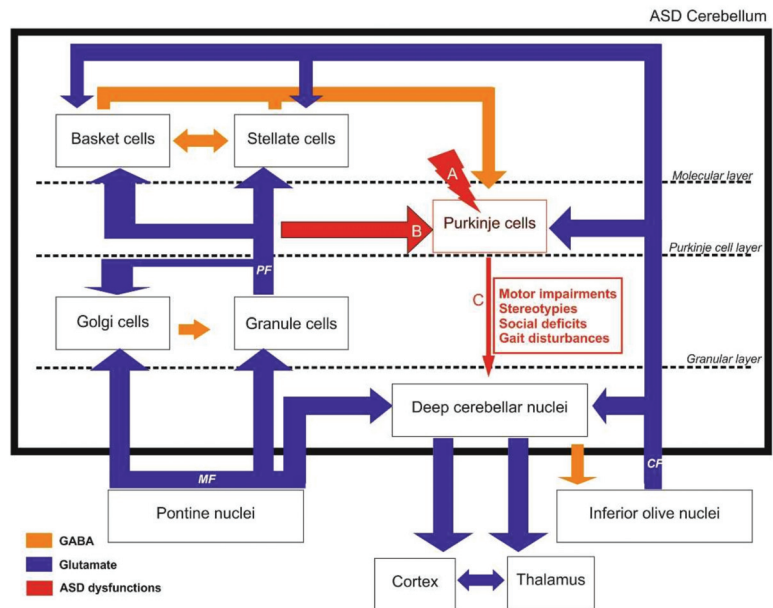 ASD Cerebellum
Basket cells
Stellate cells
A
Molecular layer
B
Purkinje cells
Purkinje cell layer
PF
Golgi cells
Granule cells
C
Motor impairments
Stereotypies
Social deficits
Gait disturbances
Granular layer
Deep cerebellar nuclei
MF
CF
Pontine nuclei
Inferior olive nuclei
GABA
Glutamate
ASD dysfunctions
Cortex
Thalamus